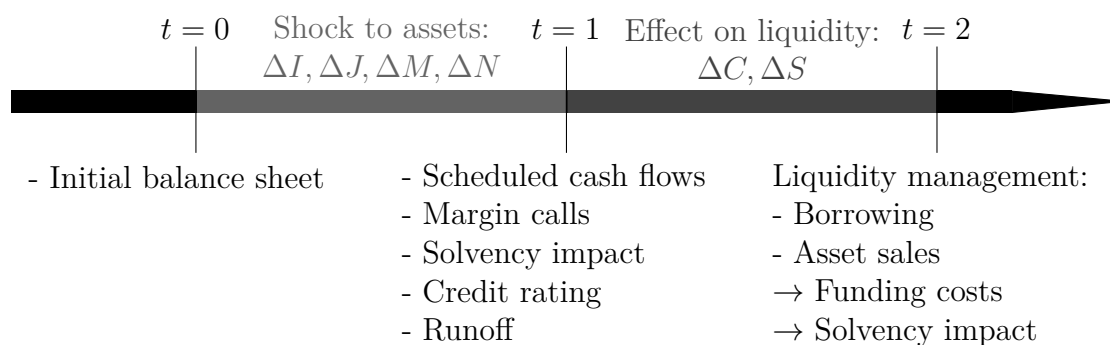 t = 0
Shock to assets:
ΔI, ΔJ, ΔM, ΔN
t = 1
Effect on liquidity:
ΔC, ΔS
t = 2
- Initial balance sheet
- Scheduled cash flows
- Margin calls
- Solvency impact
- Credit rating
- Runoff
Liquidity management:
- Borrowing
- Asset sales
→ Funding costs
→ Solvency impact